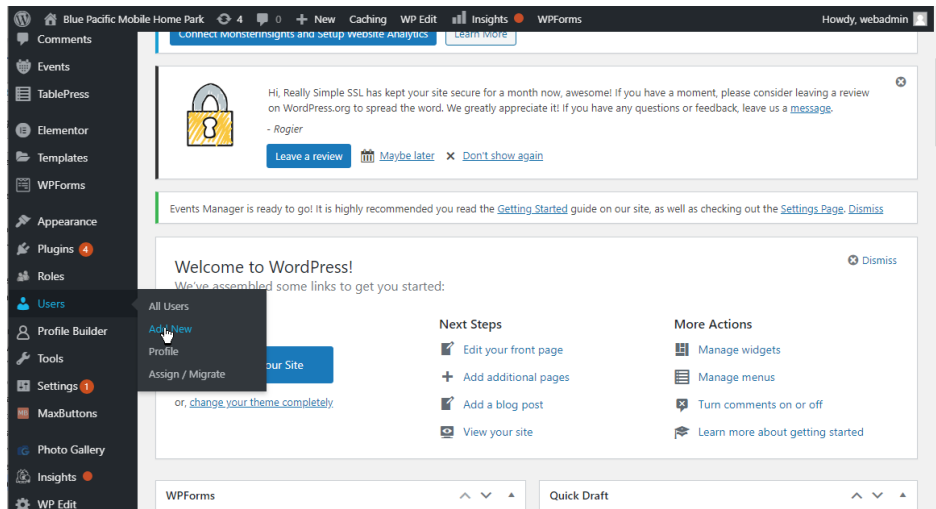 Blue Pacific Mobile Home Park 4 0 + New Caching WP Edit Insights WPForms Howdy, webadmin
Comments
Events
TablePress
Elementor
Templates
WPForms
Appearance
Plugins 4
Roles
Users
Profile Builder
Tools
Settings 1
MaxButtons
Photo Gallery
Insights
WP Edit
All Users
Add New
Profile
Assign / Migrate
Connect MonsterInsights and Setup Website Analytics Learn More
Hi, Really Simple SSL has kept your site secure for a month now, awesome! If you have a moment, please consider leaving a review
on WordPress.org to spread the word. We greatly appreciate it! If you have any questions or feedback, leave us a message.
- Rogier
Leave a review Maybe later Don't show again
Events Manager is ready to go! It is highly recommended you read the Getting Started guide on our site, as well as checking out the Settings Page. Dismiss
Welcome to WordPress! Dismiss
We've assembled some links to get you started:
our Site
or, change your theme completely
Next Steps
Edit your front page
Add additional pages
Add a blog post
View your site
More Actions
Manage widgets
Manage menus
Turn comments on or off
Learn more about getting started
WPForms
Quick Draft